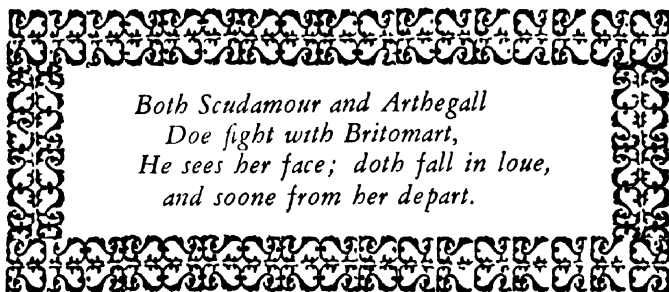 Both Scudamour and Arthegall
Doe fight with Britomart,
He sees her face; doth fall in loue,
and soone from her depart.